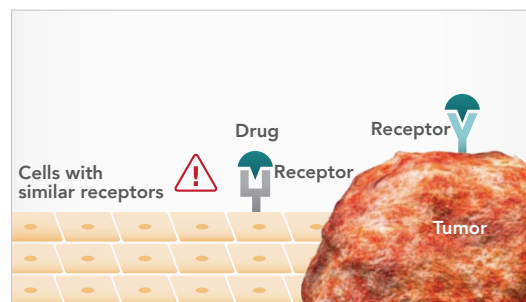 Drug
Receptor
Cells with
similar receptors
Receptor
Tumor